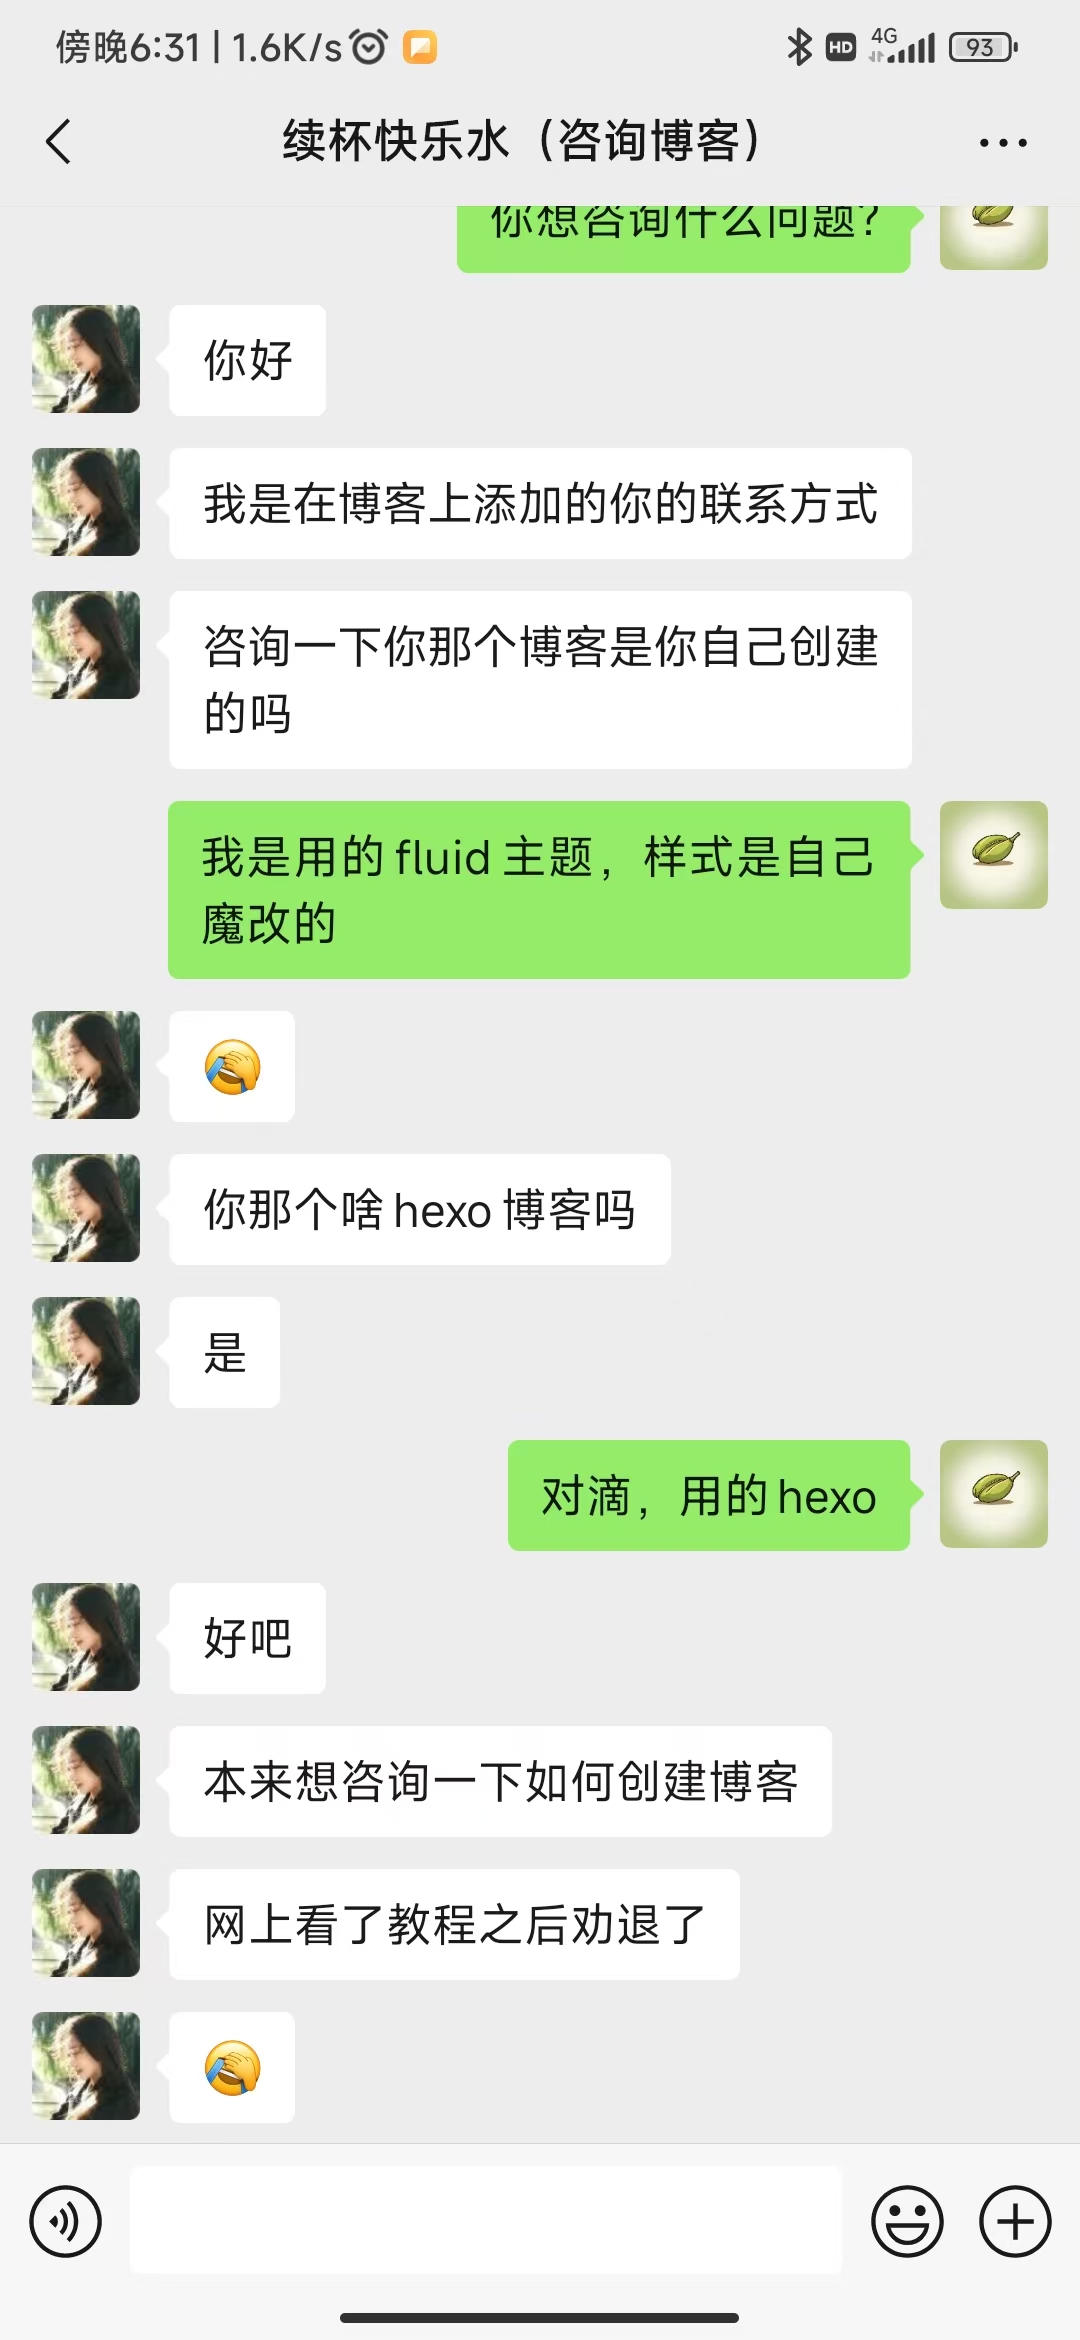 傍晚6:31 | 1.6K/s
HD
4G
93
续杯快乐水（咨询博客）
你想咨询什么问题？
你好
我是在博客上添加的你的联系方式
咨询一下你那个博客是你自己创建
的吗
我是用的 fluid 主题，样式是自己
魔改的
🤦
你那个啥 hexo 博客吗
是
对滴，用的 hexo
好吧
本来想咨询一下如何创建博客
网上看了教程之后劝退了